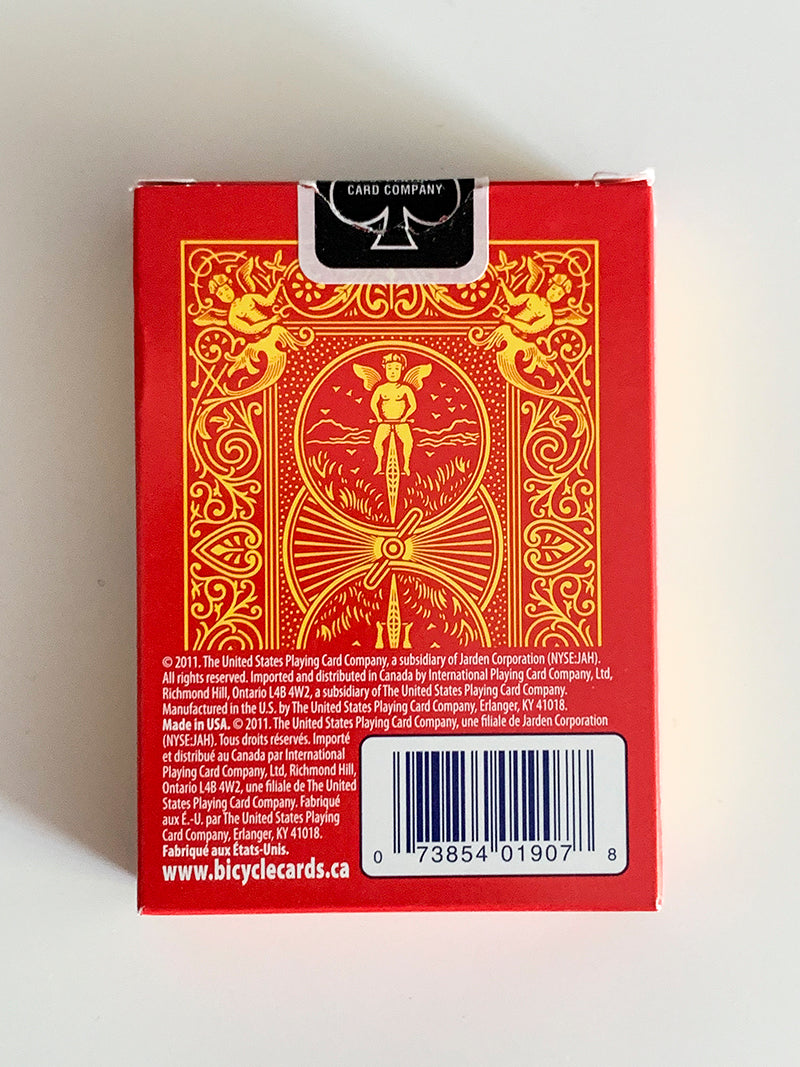 CARD COMPANY
© 2011. The United States Playing Card Company, a subsidiary of Jarden Corporation (NYSE:JAH).
All rights reserved. Imported and distributed in Canada by International Playing Card Company, Ltd,
Richmond Hill, Ontario L4B 4W2, a subsidiary of The United States Playing Card Company.
Manufactured in the U.S. by The United States Playing Card Company, Erlanger, KY 41018.
Made in USA. © 2011. The United States Playing Card Company, une filiale de Jarden Corporation
(NYSE:JAH). Tous droits réservés. Importé
et distribué au Canada par International
Playing Card Company, Ltd, Richmond Hill,
Ontario L4B 4W2, une filiale de The United
States Playing Card Company. Fabriqué
aux É.-U. par The United States Playing
Card Company, Erlanger, KY 41018.
Fabriqué aux États-Unis.
www.bicyclecards.ca
0 73854 01907 8